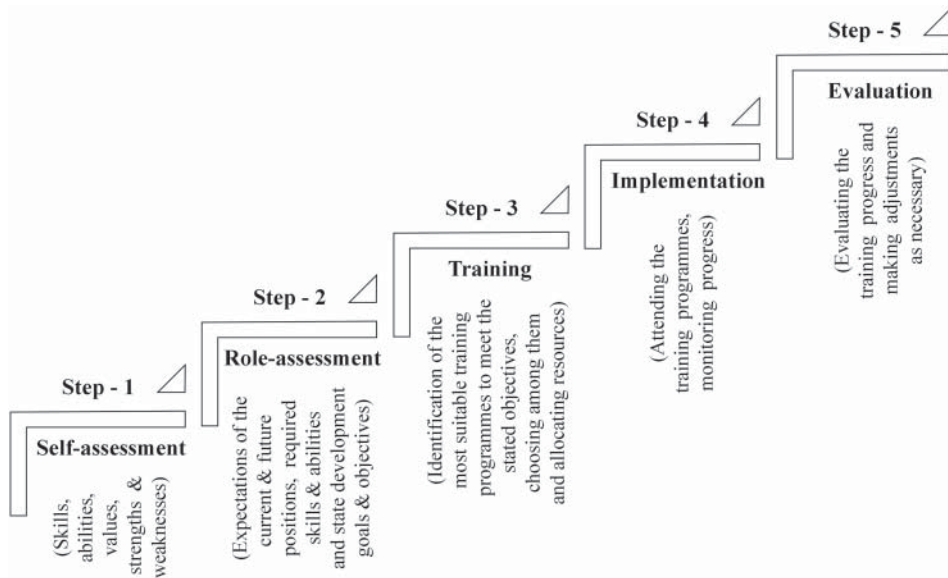 Step - 1
Self-assessment
(Skills,
abilities,
values,
strengths &
weaknesses)
Step - 2
Role-assessment
(Expectations of the
current & future
positions, required
skills & abilities
and state development
goals & objectives)
Step - 3
Training
(Identification of the
most suitable training
programmes to meet the
stated objectives,
choosing among them
and allocating resources)
Step - 4
Implementation
(Attending the
training programmes,
monitoring progress)
Step - 5
Evaluation
(Evaluating the
training progress and
making adjustments
as necessary)